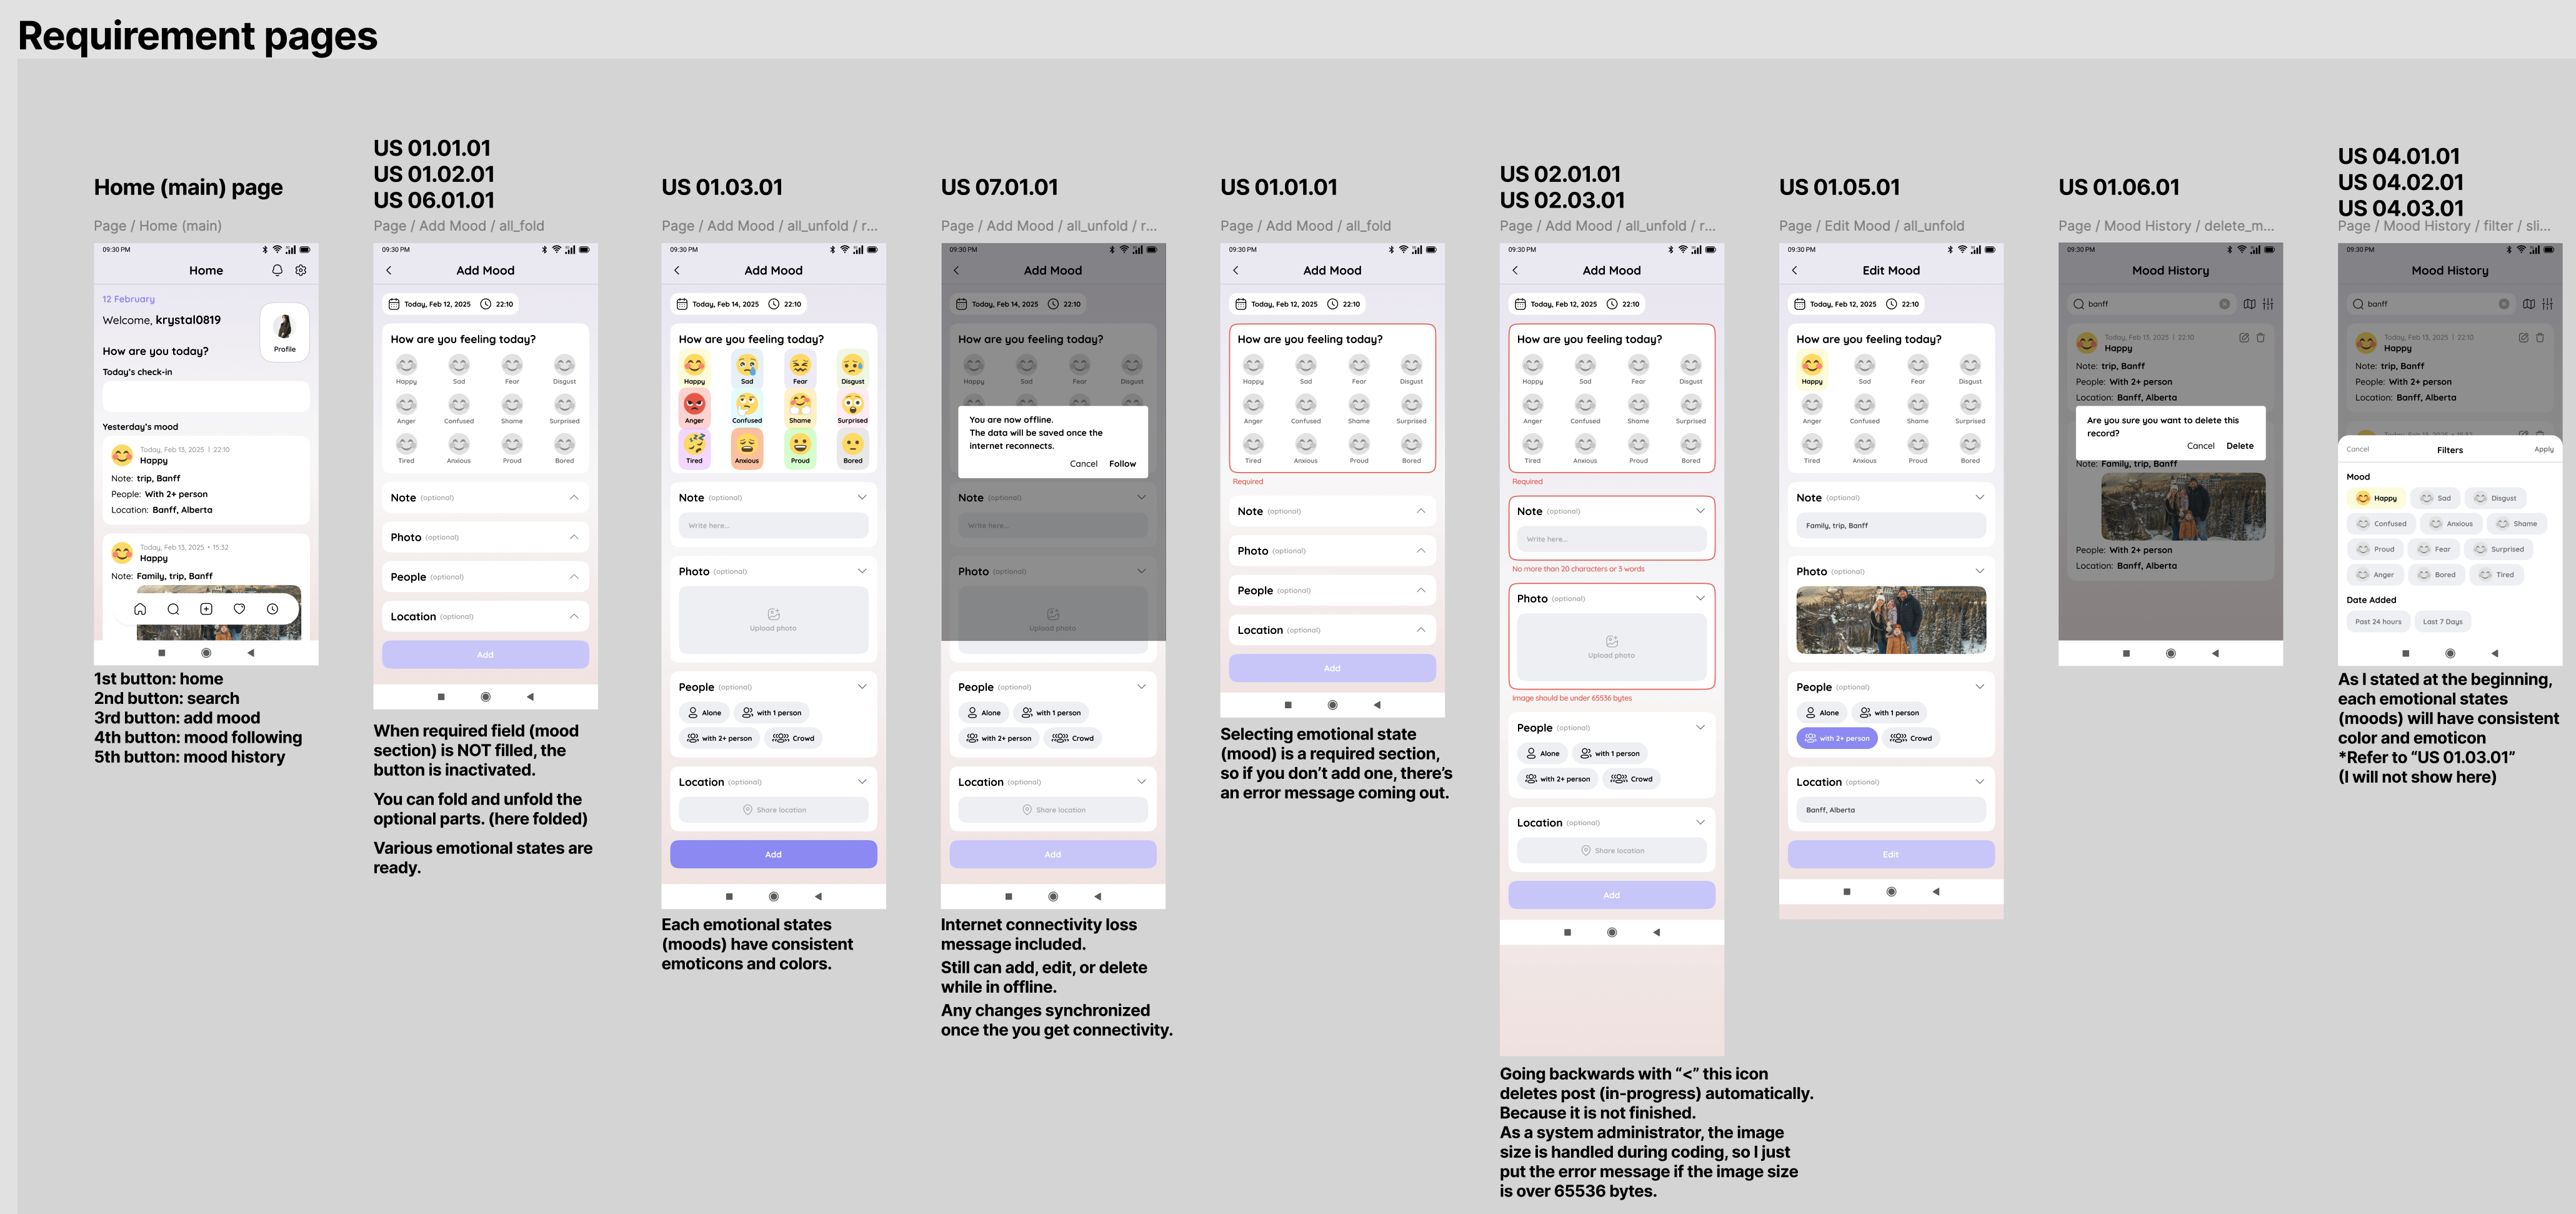 Requirement pages
Home (main) page
Page / Home (main)
09:30 PM
Home
12 February
Welcome, krystal0819
Profile
How are you today?
Today's check-in
Yesterday's mood
Today, Feb 13, 2025 | 22:10
Happy
Note: trip, Banff
People: With 2+ person
Location: Banff, Alberta
Today, Feb 13, 2025 • 15:32
Happy
Note: Family, trip, Banff
1st button: home
2nd button: search
3rd button: add mood
4th button: mood following
5th button: mood history
US 01.01.01
US 01.02.01
US 06.01.01
Page / Add Mood / all_fold
09:30 PM
Add Mood
Today, Feb 12, 2025 22:10
How are you feeling today?
Happy Sad Fear Disgust
Anger Confused Shame Surprised
Tired Anxious Proud Bored
Note (optional)
Photo (optional)
People (optional)
Location (optional)
Add
When required field (mood
section) is NOT filled, the
button is inactivated.
You can fold and unfold the
optional parts. (here folded)
Various emotional states are
ready.
US 01.03.01
Page / Add Mood / all_unfold / r...
09:30 PM
Add Mood
Today, Feb 14, 2025 22:10
How are you feeling today?
Happy Sad Fear Disgust
Anger Confused Shame Surprised
Tired Anxious Proud Bored
Note (optional)
Write here...
Photo (optional)
Upload photo
People (optional)
Alone with 1 person
with 2+ person Crowd
Location (optional)
Share location
Add
Each emotional states
(moods) have consistent
emoticons and colors.
US 07.01.01
Page / Add Mood / all_unfold / r...
09:30 PM
Add Mood
Today, Feb 14, 2025 22:10
How are you feeling today?
Happy Sad Fear Disgust
You are now offline.
The data will be saved once the
internet reconnects.
Cancel Follow
Note (optional)
Write here...
Photo (optional)
Upload photo
People (optional)
Alone with 1 person
with 2+ person Crowd
Location (optional)
Share location
Add
Internet connectivity loss
message included.
Still can add, edit, or delete
while in offline.
Any changes synchronized
once the you get connectivity.
US 01.01.01
Page / Add Mood / all_fold
09:30 PM
Add Mood
Today, Feb 12, 2025 22:10
How are you feeling today?
Happy Sad Fear Disgust
Anger Confused Shame Surprised
Tired Anxious Proud Bored
Required
Note (optional)
Photo (optional)
People (optional)
Location (optional)
Add
Selecting emotional state
(mood) is a required section,
so if you don't add one, there's
an error message coming out.
US 02.01.01
US 02.03.01
Page / Add Mood / all_unfold / r...
09:30 PM
Add Mood
Today, Feb 12, 2025 22:10
How are you feeling today?
Happy Sad Fear Disgust
Anger Confused Shame Surprised
Tired Anxious Proud Bored
Required
Note (optional)
Write here...
No more than 20 characters or 3 words
Photo (optional)
Upload photo
Image should be under 65536 bytes
People (optional)
Alone with 1 person
with 2+ person Crowd
Location (optional)
Share location
Add
Going backwards with “<” this icon
deletes post (in-progress) automatically.
Because it is not finished.
As a system administrator, the image
size is handled during coding, so I just
put the error message if the image size
is over 65536 bytes.
US 01.05.01
Page / Edit Mood / all_unfold
09:30 PM
Edit Mood
Today, Feb 12, 2025 22:10
How are you feeling today?
Happy Sad Fear Disgust
Anger Confused Shame Surprised
Tired Anxious Proud Bored
Note (optional)
Family, trip, Banff
Photo (optional)
People (optional)
Alone with 1 person
with 2+ person Crowd
Location (optional)
Banff, Alberta
Edit
US 01.06.01
Page / Mood History / delete_m...
09:30 PM
Mood History
banff
Today, Feb 13, 2025 | 22:10
Happy
Note: trip, Banff
People: With 2+ person
Location: Banff, Alberta
Are you sure you want to delete this
record?
Cancel Delete
Note: Family, trip, Banff
People: With 2+ person
Location: Banff, Alberta
US 04.01.01
US 04.02.01
US 04.03.01
Page / Mood History / filter / sli...
09:30 PM
Mood History
banff
Today, Feb 13, 2025 | 22:10
Happy
Note: trip, Banff
People: With 2+ person
Location: Banff, Alberta
Cancel Filters Apply
Mood
Happy Sad Disgust
Confused Anxious Shame
Proud Fear Surprised
Anger Bored Tired
Date Added
Past 24 hours Last 7 Days
As I stated at the beginning,
each emotional states
(moods) will have consistent
color and emoticon
*Refer to “US 01.03.01”
(I will not show here)